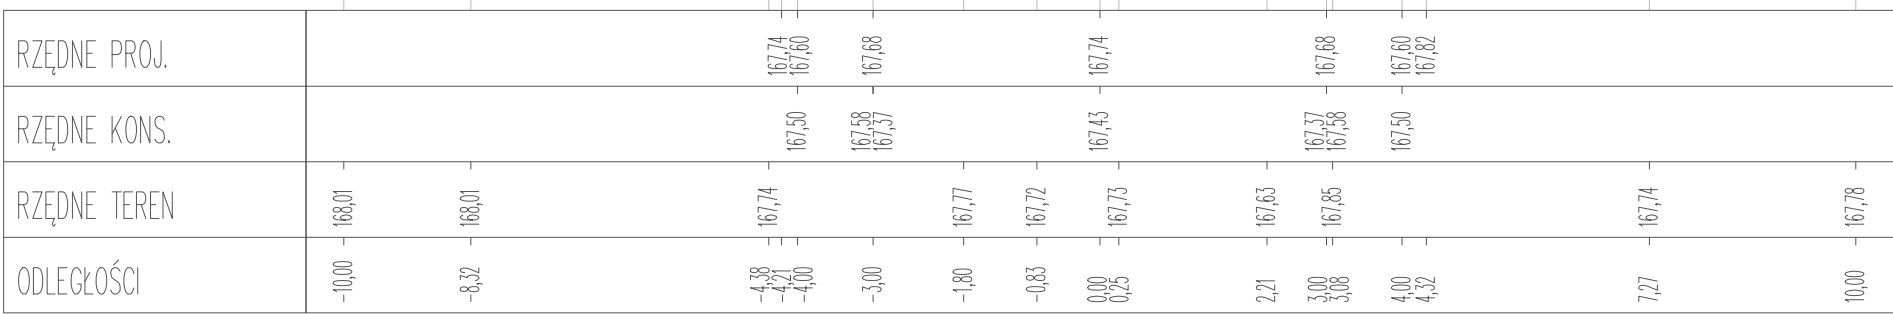 RZĘDNE PROJ. 167,74 167,60 167,68 167,74 167,68 167,60 167,82
RZĘDNE KONS. 167,50 167,58 167,37 167,43 167,37 167,58 167,50
RZĘDNE TEREN 168,01 168,01 167,74 167,77 167,72 167,73 167,63 167,85 167,74 167,78
ODLEGŁOŚCI -10,00 -8,32 -4,38 -4,21 -4,00 -3,00 -1,80 -0,83 0,00 0,25 2,21 3,00 3,08 4,00 4,32 7,27 10,00